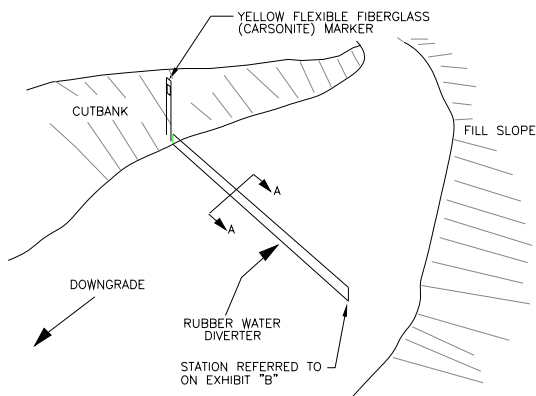 YELLOW FLEXIBLE FIBERGLASS
(CARSONITE) MARKER
CUTBANK
FILL SLOPE
A
A
DOWNGRADE
RUBBER WATER
DIVERTER
STATION REFERRED TO
ON EXHIBIT "B"